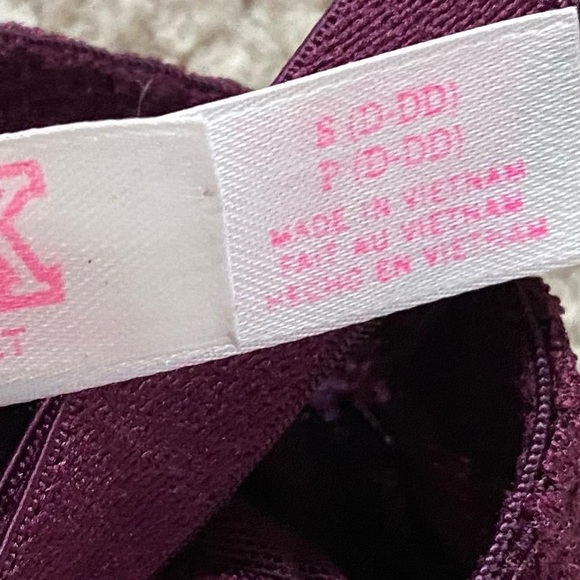 K
T
S (D-DD)
P (D-DD)
MADE IN VIETNAM
FAIT AU VIETNAM
HECHO EN VIETNAM